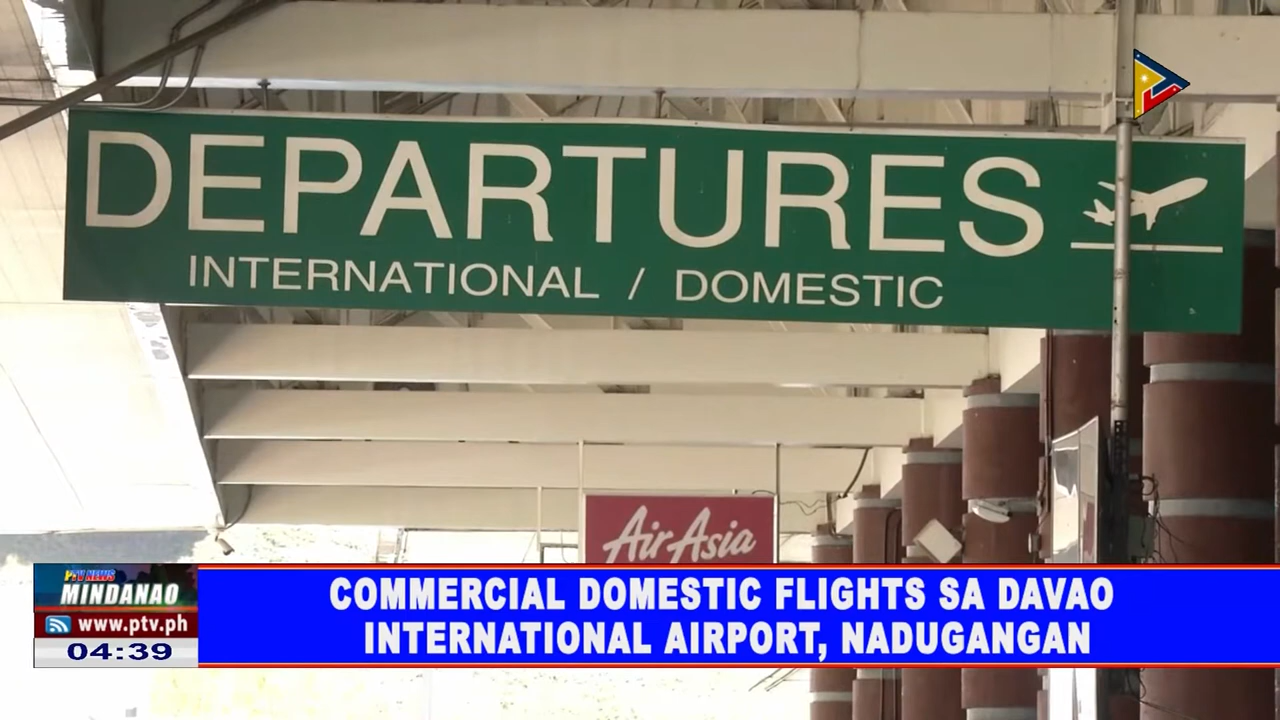 DEPARTURES
INTERNATIONAL / DOMESTIC
AirAsia
PTV NEWS
MINDANAO
www.ptv.ph
04:39
COMMERCIAL DOMESTIC FLIGHTS SA DAVAO
INTERNATIONAL AIRPORT, NADUGANGAN